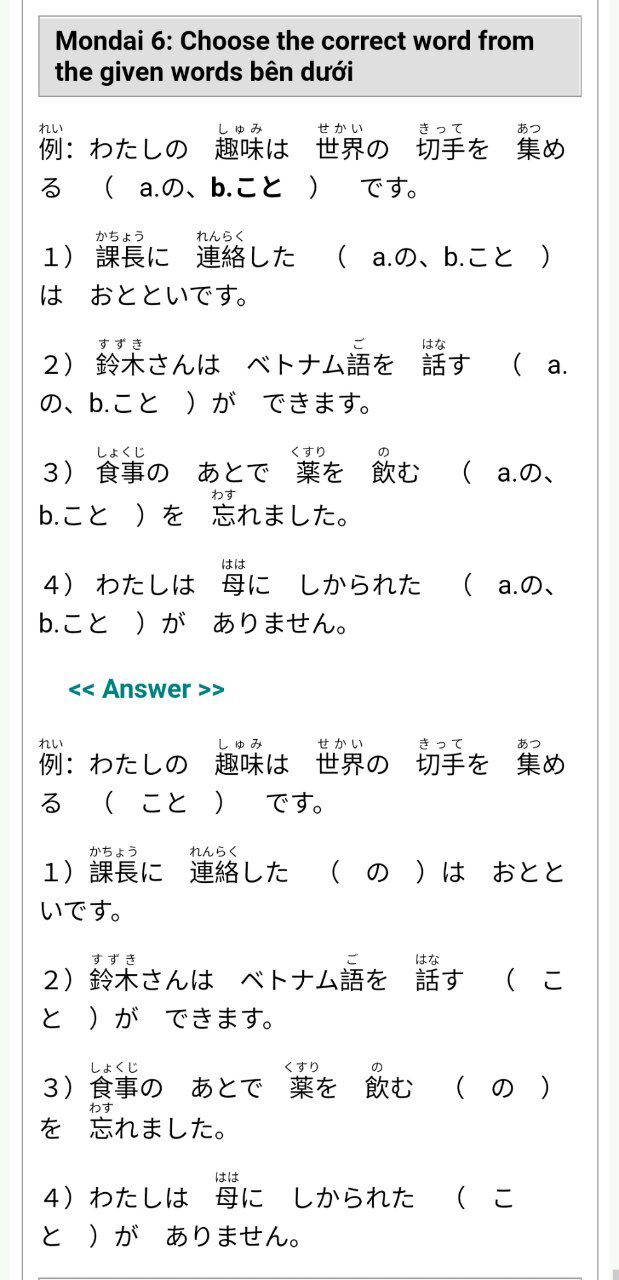 Mondai 6: Choose the correct word from
the given words bên dưới
れい しゅみ せかい きって あつ
例：わたしの　趣味は　世界の　切手を　集め
る　（　a.の、b.こと　）　です。
かちょう れんらく
１） 課長に　連絡した　（　a.の、b.こと　）
は　おとといです。
すずき ご はな
２） 鈴木さんは　ベトナム語を　話す　（　a.
の、b.こと　）が　できます。
しょくじ くすり の
３） 食事の　あとで　薬を　飲む　（　a.の、
わす
b.こと　）を　忘れました。
はは
４） わたしは　母に　しかられた　（　a.の、
b.こと　）が　ありません。
<< Answer >>
れい しゅみ せかい きって あつ
例：わたしの　趣味は　世界の　切手を　集め
る　（　こと　）　です。
かちょう れんらく
１）課長に　連絡した　（　の　）は　おとと
いです。
すずき ご はな
２）鈴木さんは　ベトナム語を　話す　（　こ
と　）が　できます。
しょくじ くすり の
３）食事の　あとで　薬を　飲む　（　の　）
わす
を　忘れました。
はは
４）わたしは　母に　しかられた　（　こ
と　）が　ありません。